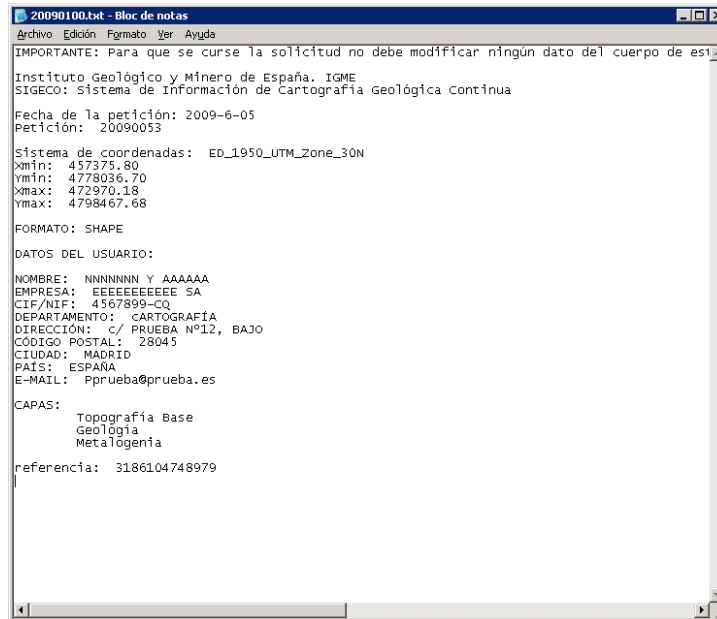 20090100.txt - Bloc de notas
Archivo Edición Formato Ver Ayuda
IMPORTANTE: Para que se curse la solicitud no debe modificar ningún dato del cuerpo de
Instituto Geológico y Minero de España. IGME
SIGECO: Sistema de Información de Cartografía Geológica Continua
Fecha de la petición: 2009-6-05
Petición: 20090053
Sistema de coordenadas: ED_1950_UTM_Zone_30N
Xmin: 457375.80
Ymin: 4778036.70
Xmax: 472970.18
Ymax: 4798467.68
FORMATO: SHAPE
DATOS DEL USUARIO:
NOMBRE: NNNNNNN Y AAAAAA
EMPRESA: EEEEEEEEEEE SA
CIF/NIF: 4567899-CQ
DEPARTAMENTO: CARTOGRAFÍA
DIRECCIÓN: C/ PRUEBA Nº12, BAJO
CÓDIGO POSTAL: 28045
CIUDAD: MADRID
PAÍS: ESPAÑA
E-MAIL: Pprueba@prueba.es
CAPAS:
Topografía Base
Geología
Metalogenia
referencia: 3186104748979